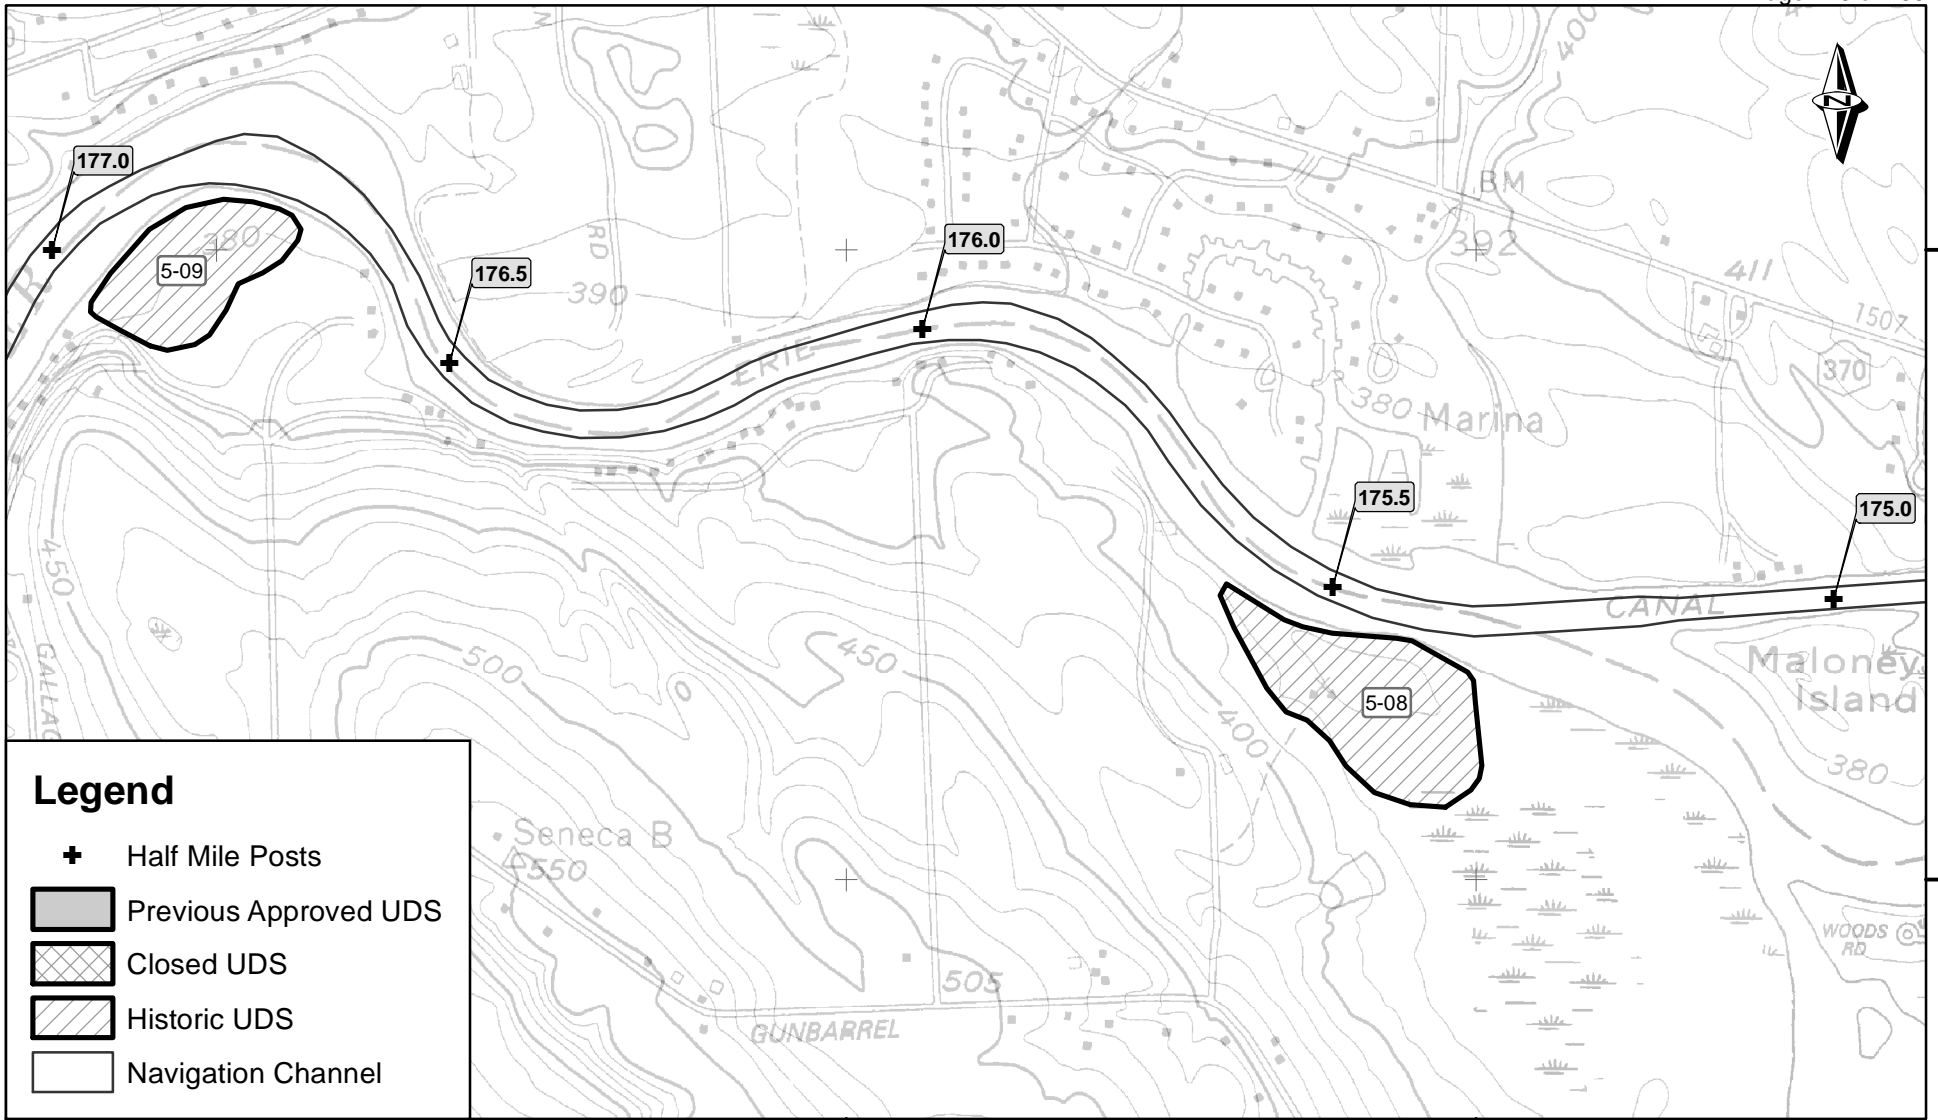 N
400
177.0
BM
392
380
5-09
RD
176.0
176.5
390
411
1507
ERIE
370
380
Marina
175.5
175.0
450
CANAL
GALLAG
500
450
Maloney
Island
5-08
400
380
Legend
Half Mile Posts
Previous Approved UDS
Closed UDS
Historic UDS
Navigation Channel
Seneca B
550
505
GUNBARREL
WOODS
RD